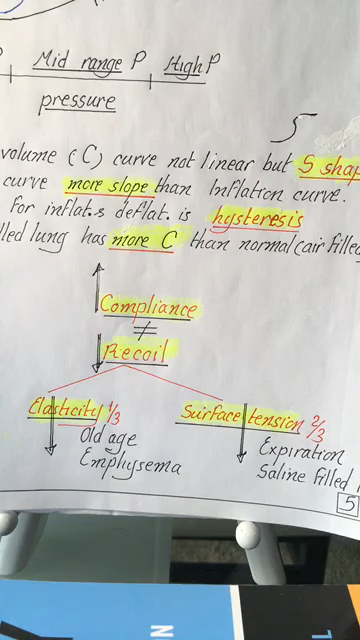 P Mid range P High P
pressure
5
volume (C) curve not linear but S shap
curve more slope than Inflation curve.
For inflat. & deflat. is hysteresis
lled lung has more C than normal (air filled
Compliance
≠
Recoil
Elasticity 1/3 Surface tension 2/3
Old age Expiration
Emphysema Saline filled
5
N
1